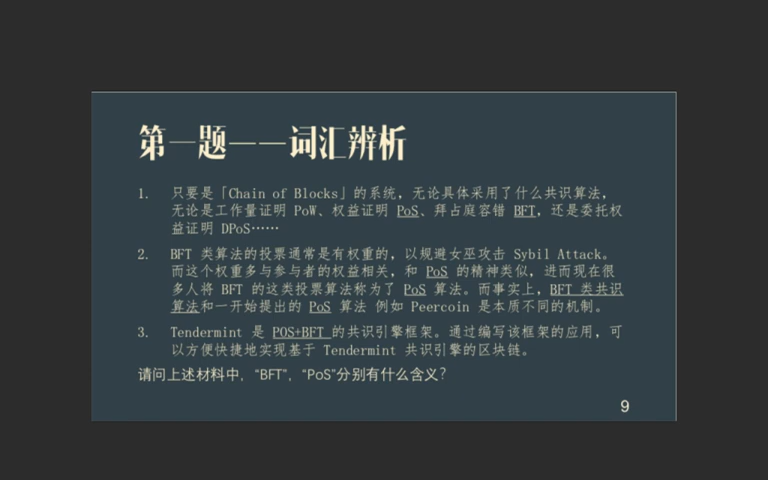 第一题——词汇辨析
1. 只要是「Chain of Blocks」的系统，无论具体采用了什么共识算法，
无论是工作量证明 PoW、权益证明 PoS、拜占庭容错 BFT，还是委托权
益证明 DPoS……
2. BFT 类算法的投票通常是有权重的，以规避女巫攻击 Sybil Attack。
而这个权重多与参与者的权益相关，和 PoS 的精神类似，进而现在很
多人将 BFT 的这类投票算法称为了 PoS 算法。而事实上，BFT 类共识
算法和一开始提出的 PoS 算法 例如 Peercoin 是本质不同的机制。
3. Tendermint 是 POS+BFT 的共识引擎框架。通过编写该框架的应用，可
以方便快捷地实现基于 Tendermint 共识引擎的区块链。
请问上述材料中，“BFT”，“PoS”分别有什么含义？
9